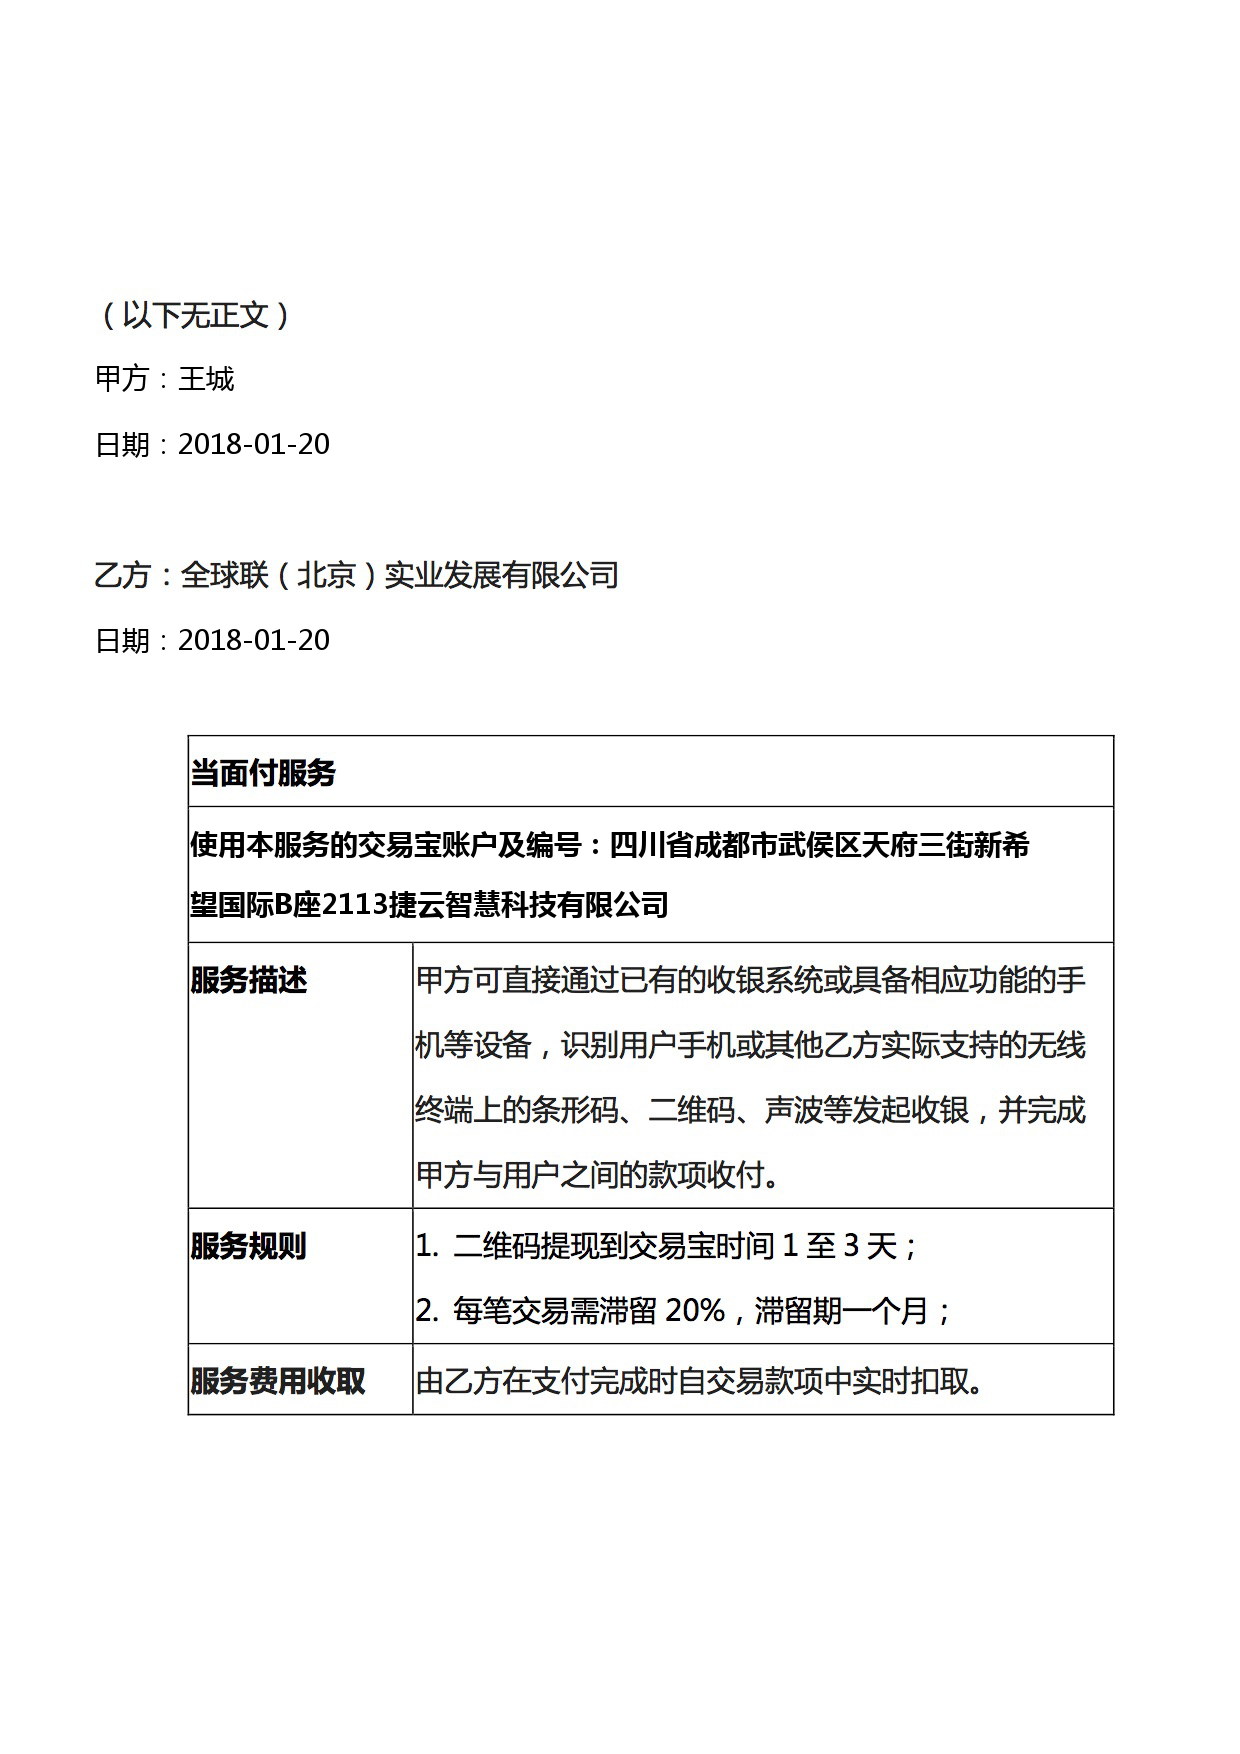 （以下无正文）
甲方：王城
日期：2018-01-20
乙方：全球联（北京）实业发展有限公司
日期：2018-01-20
当面付服务
使用本服务的交易宝账户及编号：四川省成都市武侯区天府三街新希
望国际B座2113捷云智慧科技有限公司
服务描述
甲方可直接通过已有的收银系统或具备相应功能的手
机等设备，识别用户手机或其他乙方实际支持的无线
终端上的条形码、二维码、声波等发起收银，并完成
甲方与用户之间的款项收付。
服务规则
1. 二维码提现到交易宝时间 1 至 3 天；
2. 每笔交易需滞留 20%，滞留期一个月；
服务费用收取
由乙方在支付完成时自交易款项中实时扣取。